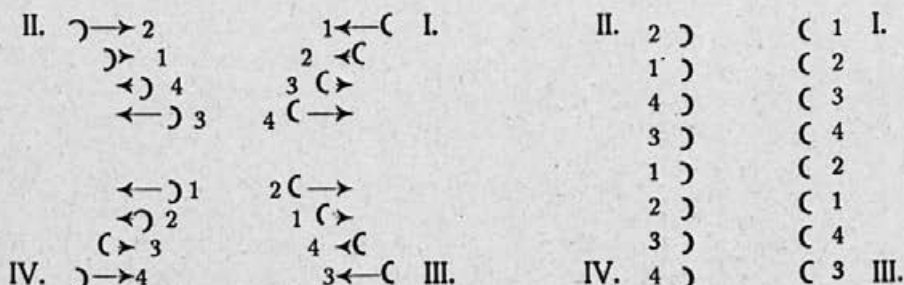 II. )→ 2 1 ←( I. II. 2 ) ( 1 I.
)➤ 1 2 ◄( 1 ) ( 2
◄) 4 3 (➤ 4 ) ( 3
←) 3 4 (→ 3 ) ( 4
←) 1 2 (→ 1 ) ( 2
◄) 2 1 (➤ 2 ) ( 1
(➤ 3 4 ◄( 3 ) ( 4
IV. )→ 4 3 ←( III. IV. 4 ) ( 3 III.